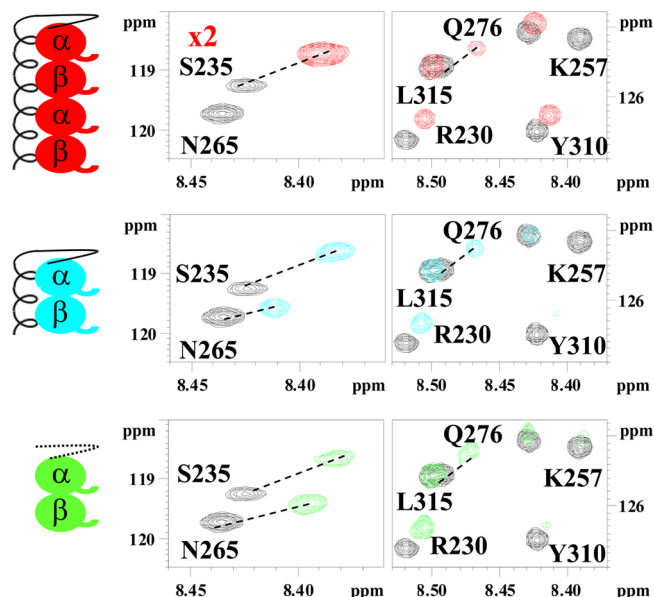 ppm
x2
ppm
Q276
α
S235
K257
β
119
L315
126
α
N265
R230
Y310
β
120
8.45
8.40
ppm
8.50
8.45
8.40
ppm
ppm
Q276
ppm
α
S235
K257
119
L315
β
N265
R230
126
Y310
120
8.45
8.40
ppm
8.50
8.45
8.40
ppm
ppm
Q276
ppm
S235
K257
α
119
L315
126
β
N265
R230
Y310
120
8.45
8.40
ppm
8.50
8.45
8.40
ppm